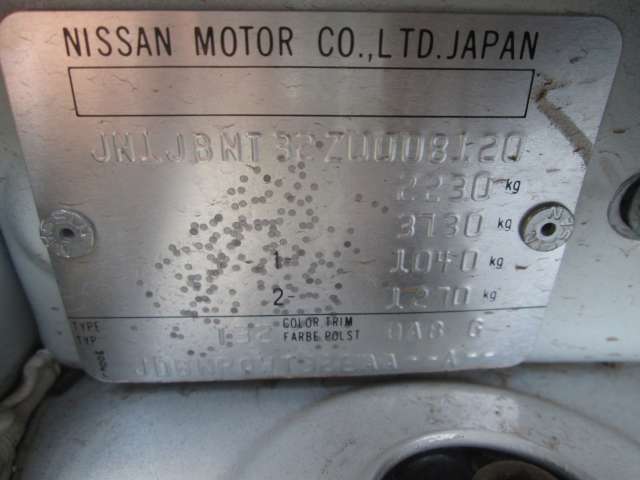 NISSAN MOTOR CO.,LTD.JAPAN
JN1JBNT32Z0008120
2230 kg
3730 kg
1- 1040 kg
2- 1270 kg
TYPE T32 COLOR TRIM
TYP FARBE POLST